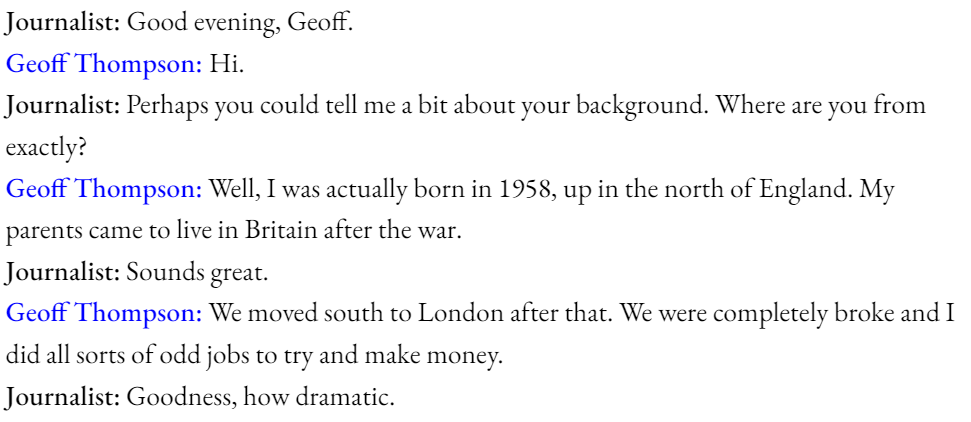 Journalist: Good evening, Geoff.
Geoff Thompson: Hi.
Journalist: Perhaps you could tell me a bit about your background. Where are you from
exactly?
Geoff Thompson: Well, I was actually born in 1958, up in the north of England. My
parents came to live in Britain after the war.
Journalist: Sounds great.
Geoff Thompson: We moved south to London after that. We were completely broke and I
did all sorts of odd jobs to try and make money.
Journalist: Goodness, how dramatic.